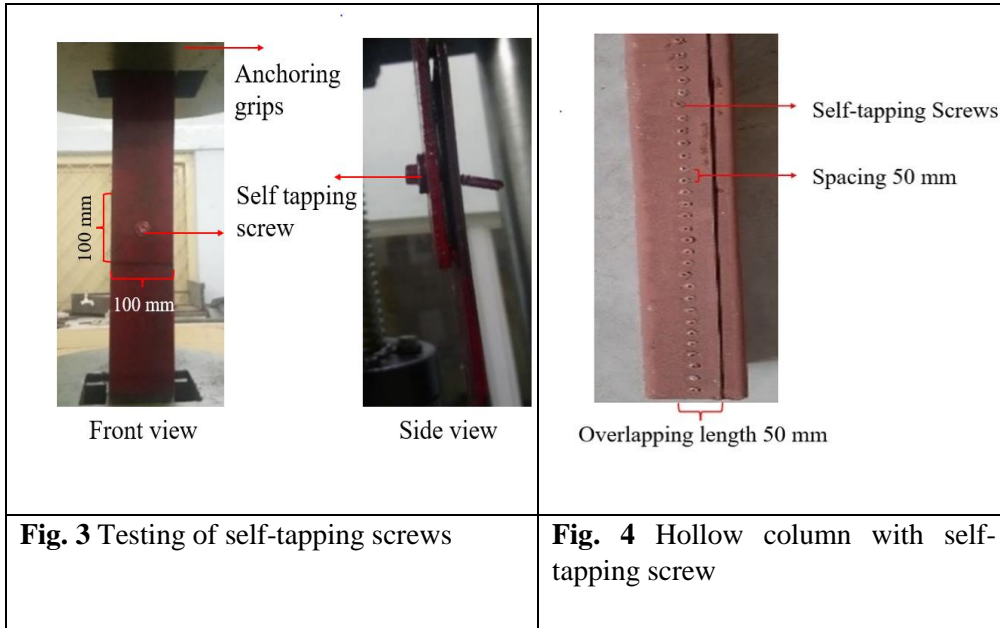 Anchoring
grips
Self tapping
screw
100 mm
100 mm
Front view
Side view
Self-tapping Screws
Spacing 50 mm
Overlapping length 50 mm
Fig. 3 Testing of self-tapping screws
Fig. 4 Hollow column with self-
tapping screw